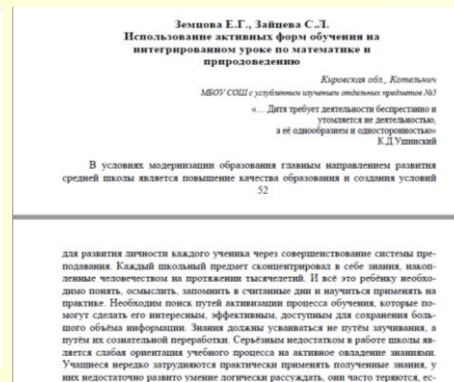 Земцова Е.Г., Зайцева С.Л.
Использование активных форм обучения на
интегрированном уроке по математике и
природоведению
Кировская обл., Котельнич
МБОУ СОШ с углубленным изучением отдельных предметов №5
«… Дитя требует деятельности беспрестанно и
утомляется не деятельностью,
а её однообразием и односторонностью»
К.Д.Ушинский
В условиях модернизации образования главным направлением развития
средней школы является повышение качества образования и создания условий
52
для развития личности каждого ученика через совершенствование системы пре-
подавания. Каждый школьный предмет сконцентрировал в себе знания, накоп-
ленные человечеством на протяжении тысячелетий. И всё это ребёнку необхо-
димо понять, осмыслить, запомнить в считанные дни и научиться применять на
практике. Необходим поиск путей активизации процесса обучения, которые по-
могут сделать его интересным, эффективным, доступным для сохранения боль-
шого объёма информации. Знания должны усваиваться не путём заучивания, а
путём их сознательной переработки. Серьёзным недостатком в работе школы яв-
ляется слабая ориентация учебного процесса на активное овладение знаниями.
Учащиеся нередко затрудняются практически применить полученные знания, у
них недостаточно развито умение логически рассуждать, они часто теряются, ес-